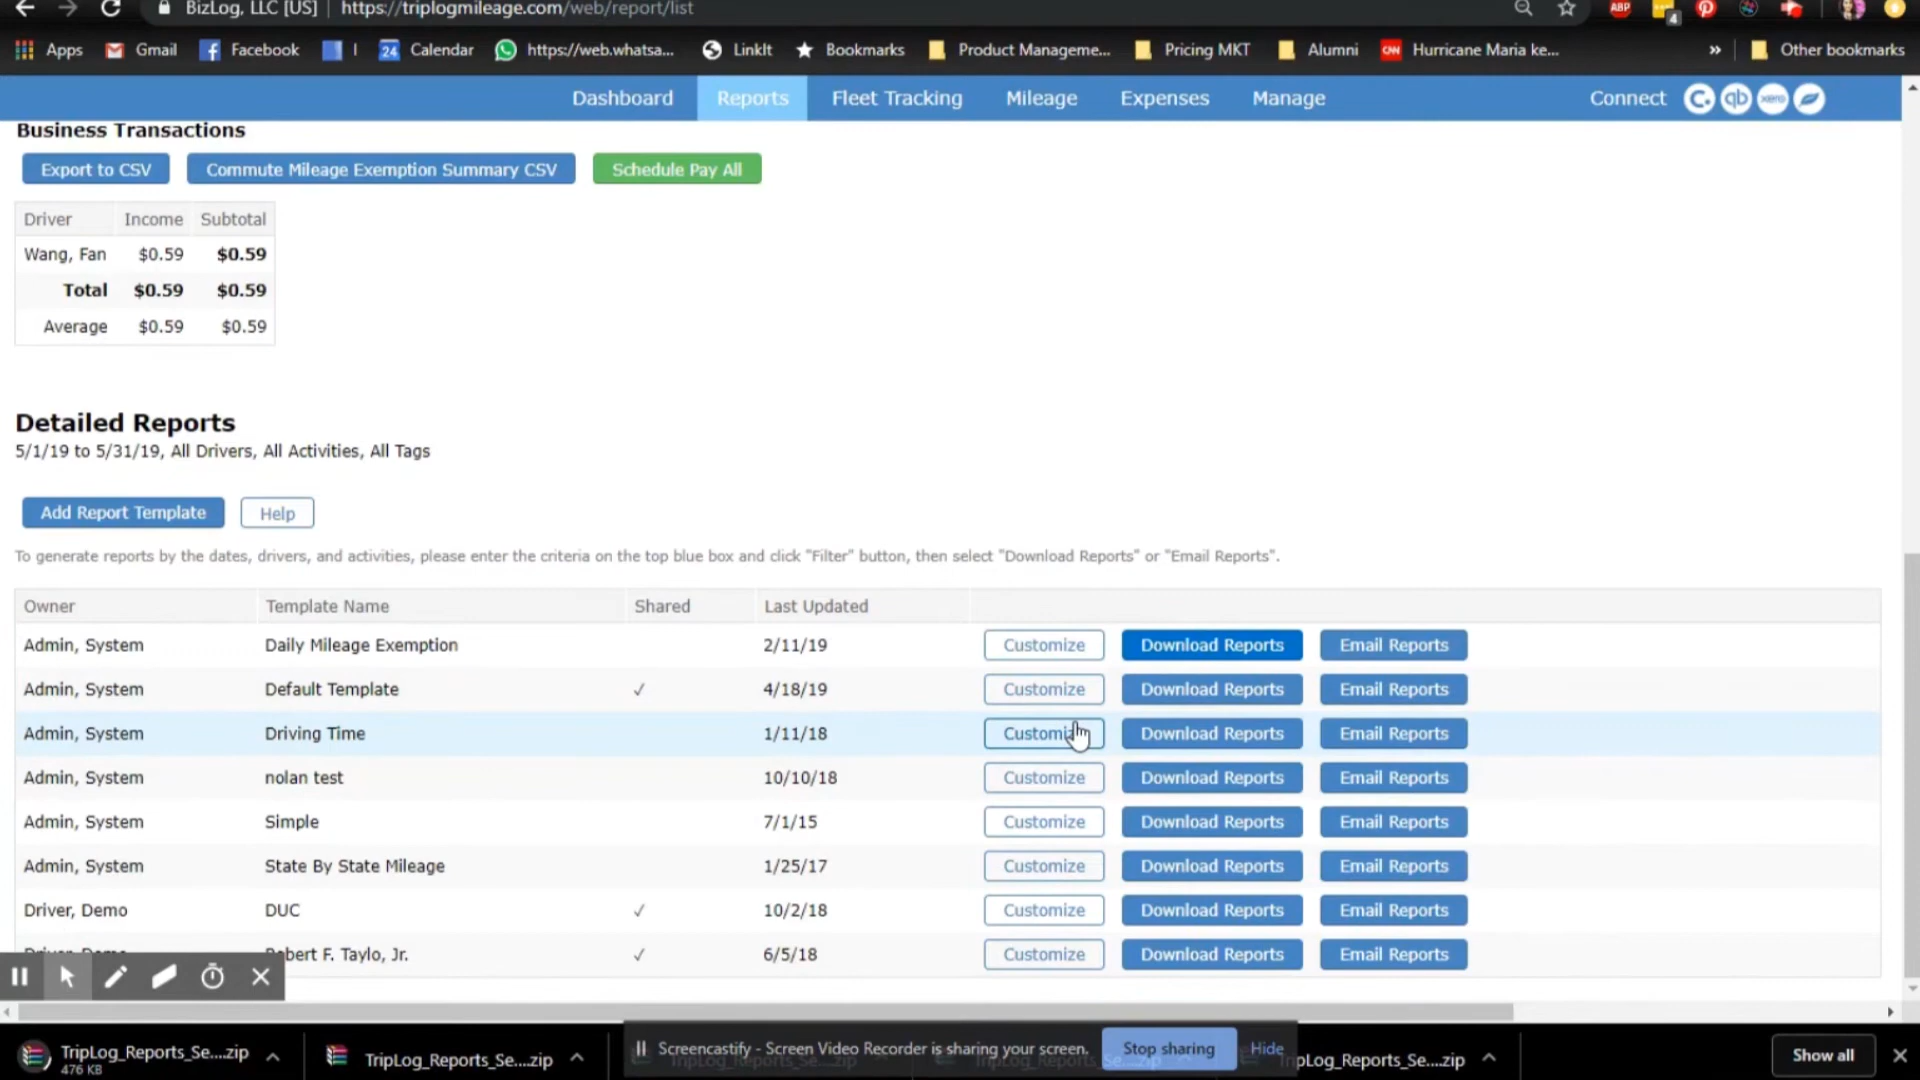 BizLog, LLC [US] https://triplogmileage.com/web/report/list
ABP 4
Apps Gmail Facebook I 24 Calendar https://web.whatsa... LinkIt Bookmarks Product Manageme... Pricing MKT Alumni CNN Hurricane Maria ke... » Other bookmarks
Dashboard Reports Fleet Tracking Mileage Expenses Manage Connect C. qb xero
Business Transactions
Export to CSV Commute Mileage Exemption Summary CSV Schedule Pay All
Driver Income Subtotal
Wang, Fan $0.59 $0.59
Total $0.59 $0.59
Average $0.59 $0.59
Detailed Reports
5/1/19 to 5/31/19, All Drivers, All Activities, All Tags
Add Report Template Help
To generate reports by the dates, drivers, and activities, please enter the criteria on the top blue box and click "Filter" button, then select "Download Reports" or "Email Reports".
Owner Template Name Shared Last Updated
Admin, System Daily Mileage Exemption 2/11/19 Customize Download Reports Email Reports
Admin, System Default Template ✓ 4/18/19 Customize Download Reports Email Reports
Admin, System Driving Time 1/11/18 Customize Download Reports Email Reports
Admin, System nolan test 10/10/18 Customize Download Reports Email Reports
Admin, System Simple 7/1/15 Customize Download Reports Email Reports
Admin, System State By State Mileage 1/25/17 Customize Download Reports Email Reports
Driver, Demo DUC ✓ 10/2/18 Customize Download Reports Email Reports
Driver, Demo obert F. Taylo, Jr. ✓ 6/5/18 Customize Download Reports Email Reports
TripLog_Reports_Se....zip TripLog_Reports_Se....zip Screencastify - Screen Video Recorder is sharing your screen. Stop sharing Hide ipLog_Reports_Se....zip Show all
476 KB